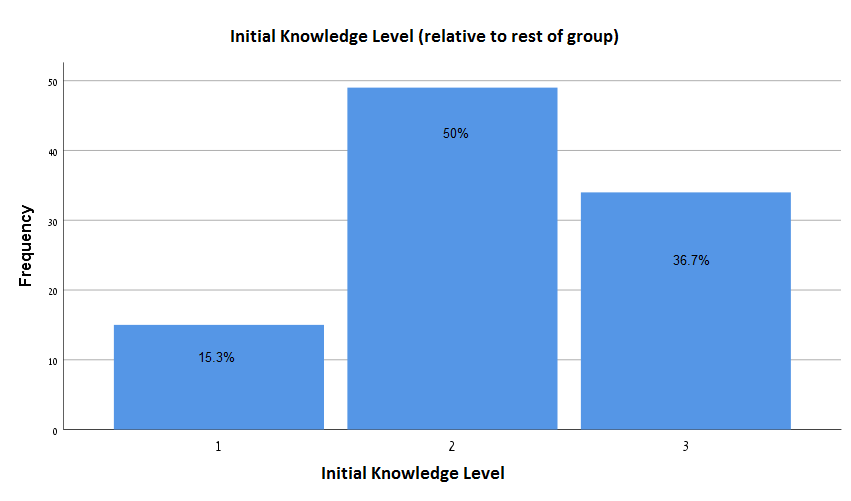 Initial Knowledge Level (relative to rest of group)
50
40
30
20
10
0
Frequency
15.3%
50%
36.7%
1 2 3
Initial Knowledge Level